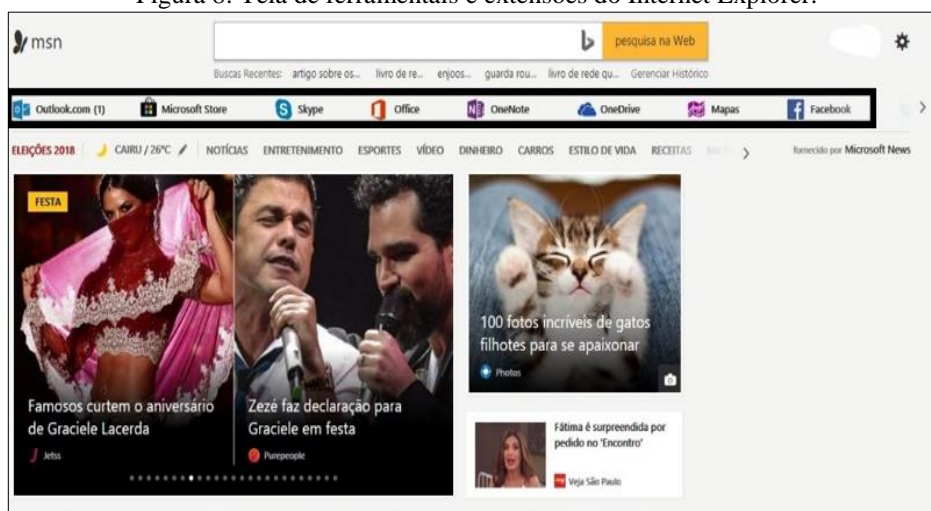 Figura 8: Tela de ferramentais e extensões do Internet Explorer.
msn
pesquisa na Web
Buscas Recentes: artigo sobre os... livro de re... enjoos... guarda rou... livro de rede qu... Gerenciar Histórico
Outlook.com (1) Microsoft Store Skype Office OneNote OneDrive Mapas Facebook
ELEIÇÕES 2018 CAIRU / 26°C NOTÍCIAS ENTRETENIMENTO ESPORTES VÍDEO DINHEIRO CARROS ESTILO DE VIDA RECEITAS fornecido por Microsoft News
FESTA
Famosos curtem o aniversário
de Graciele Lacerda
Jetss
Zezé faz declaração para
Graciele em festa
Purepeople
100 fotos incríveis de gatos
filhotes para se apaixonar
Photos
Fátima é surpreendida por
pedido no 'Encontro'
Veja São Paulo